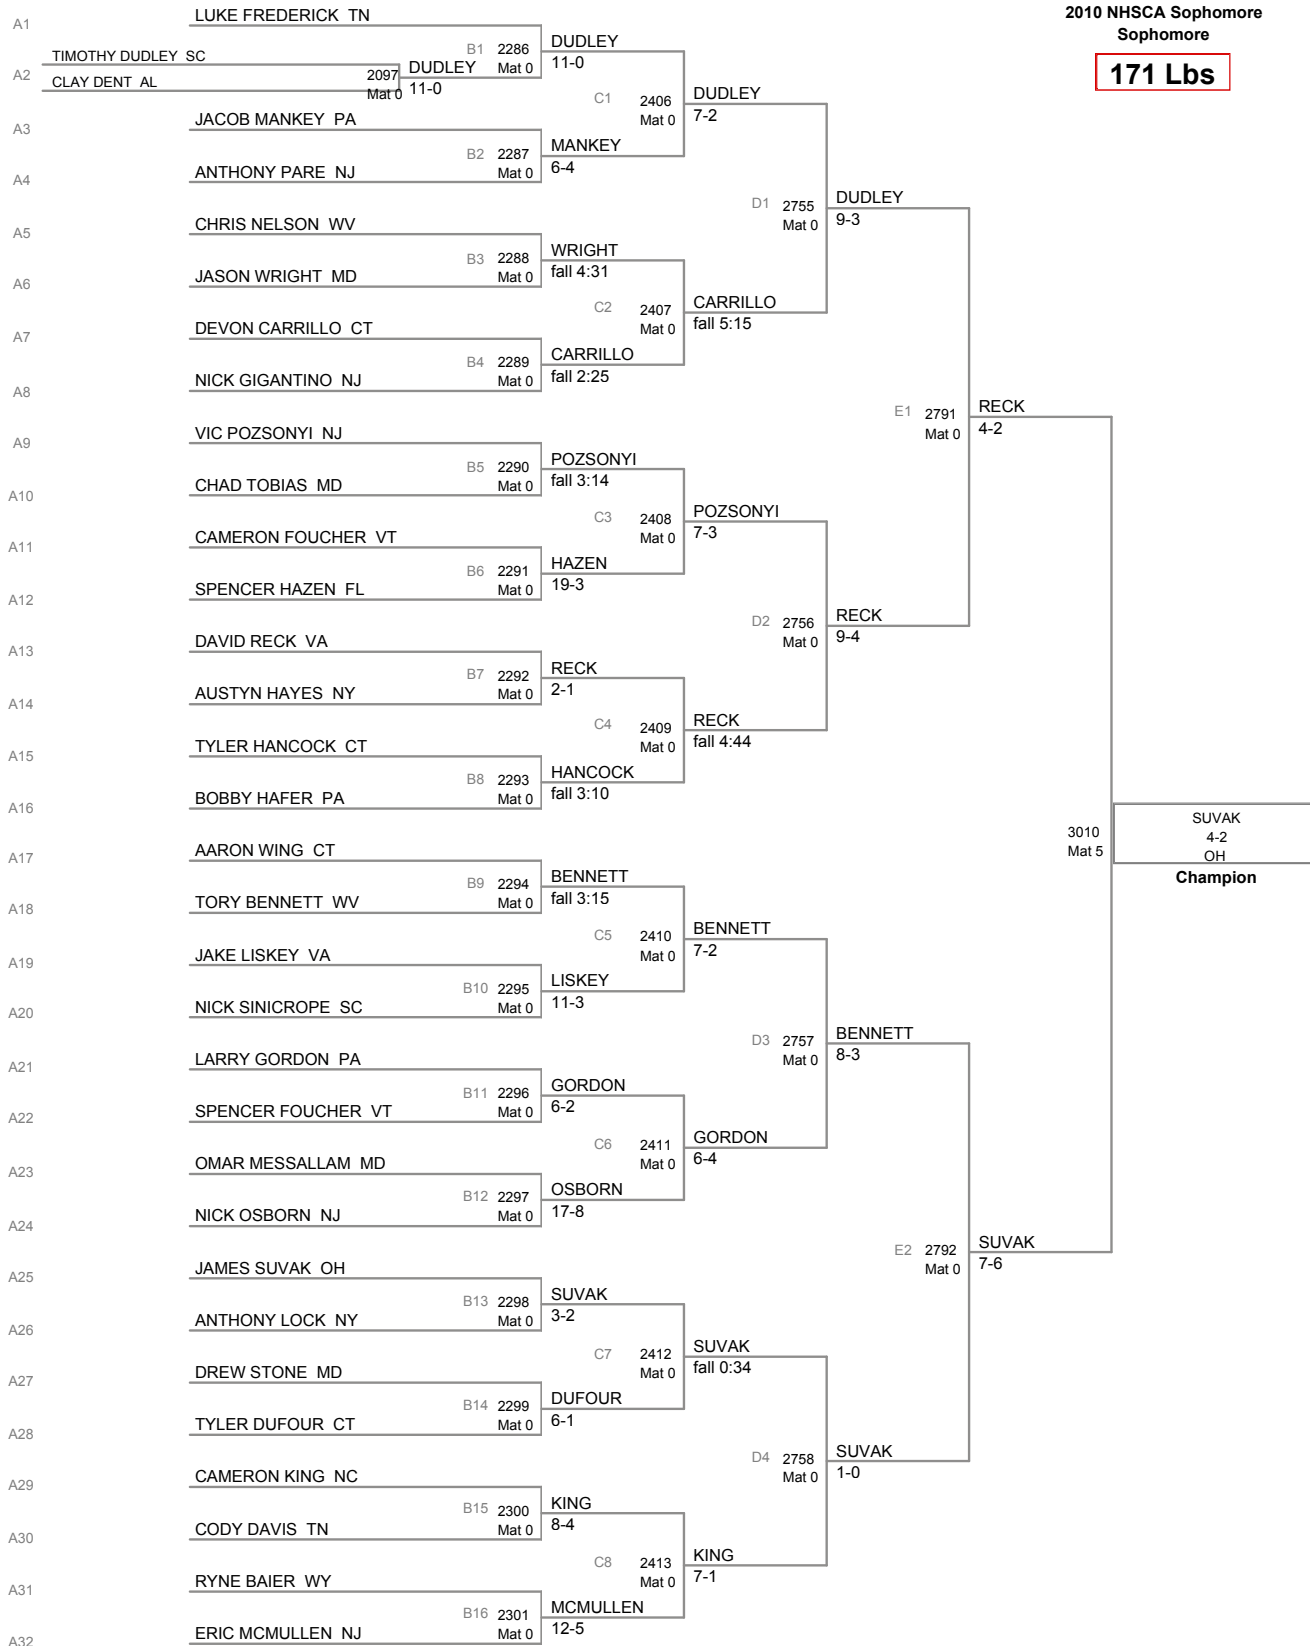 2010 NHSCA Sophomore
Sophomore
171 Lbs
A1
LUKE FREDERICK TN
A2
TIMOTHY DUDLEY SC
CLAY DENT AL
2097
Mat 0
DUDLEY
11-0
B1 2286
Mat 0
DUDLEY
11-0
A3
JACOB MANKEY PA
A4
ANTHONY PARE NJ
B2 2287
Mat 0
MANKEY
6-4
C1 2406
Mat 0
DUDLEY
7-2
A5
CHRIS NELSON WV
A6
JASON WRIGHT MD
B3 2288
Mat 0
WRIGHT
fall 4:31
A7
DEVON CARRILLO CT
A8
NICK GIGANTINO NJ
B4 2289
Mat 0
CARRILLO
fall 2:25
C2 2407
Mat 0
CARRILLO
fall 5:15
D1 2755
Mat 0
DUDLEY
9-3
A9
VIC POZSONYI NJ
A10
CHAD TOBIAS MD
B5 2290
Mat 0
POZSONYI
fall 3:14
A11
CAMERON FOUCHER VT
A12
SPENCER HAZEN FL
B6 2291
Mat 0
HAZEN
19-3
C3 2408
Mat 0
POZSONYI
7-3
A13
DAVID RECK VA
A14
AUSTYN HAYES NY
B7 2292
Mat 0
RECK
2-1
A15
TYLER HANCOCK CT
A16
BOBBY HAFER PA
B8 2293
Mat 0
HANCOCK
fall 3:10
C4 2409
Mat 0
RECK
fall 4:44
D2 2756
Mat 0
RECK
9-4
E1 2791
Mat 0
RECK
4-2
A17
AARON WING CT
A18
TORY BENNETT WV
B9 2294
Mat 0
BENNETT
fall 3:15
A19
JAKE LISKEY VA
A20
NICK SINICROPE SC
B10 2295
Mat 0
LISKEY
11-3
C5 2410
Mat 0
BENNETT
7-2
A21
LARRY GORDON PA
A22
SPENCER FOUCHER VT
B11 2296
Mat 0
GORDON
6-2
A23
OMAR MESSALLAM MD
A24
NICK OSBORN NJ
B12 2297
Mat 0
OSBORN
17-8
C6 2411
Mat 0
GORDON
6-4
D3 2757
Mat 0
BENNETT
8-3
A25
JAMES SUVAK OH
A26
ANTHONY LOCK NY
B13 2298
Mat 0
SUVAK
3-2
A27
DREW STONE MD
A28
TYLER DUFOUR CT
B14 2299
Mat 0
DUFOUR
6-1
C7 2412
Mat 0
SUVAK
fall 0:34
A29
CAMERON KING NC
A30
CODY DAVIS TN
B15 2300
Mat 0
KING
8-4
A31
RYNE BAIER WY
A32
ERIC MCMULLEN NJ
B16 2301
Mat 0
MCMULLEN
12-5
C8 2413
Mat 0
KING
7-1
D4 2758
Mat 0
SUVAK
1-0
E2 2792
Mat 0
SUVAK
7-6
3010
Mat 5
SUVAK
4-2
OH
Champion